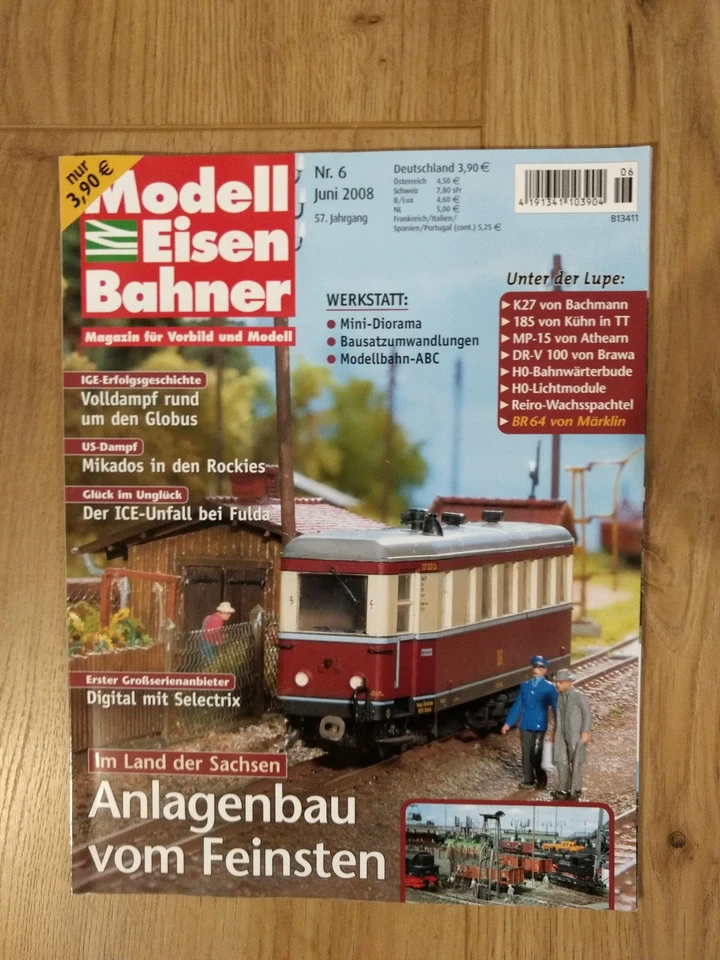 nur
3,90 €
Modell
Eisen
Bahner
Magazin für Vorbild und Modell
Nr. 6
Juni 2008
57. Jahrgang
Deutschland 3,90 €
Österreich 4,50 €
Schweiz 7,80 sFr
B/Lux 4,60 €
NL 5,00 €
Frankreich/Italien/
Spanien/Portugal (cont.) 5,25 €
06
4 191341 103904
B13411
WERKSTATT:
Mini-Diorama
Bausatzumwandlungen
Modellbahn-ABC
Unter der Lupe:
K27 von Bachmann
185 von Kühn in TT
MP-15 von Athearn
DR-V 100 von Brawa
H0-Bahnwärterbude
H0-Lichtmodule
Reiro-Wachsspachtel
BR 64 von Märklin
IGE-Erfolgsgeschichte
Volldampf rund
um den Globus
US-Dampf
Mikados in den Rockies
Glück im Unglück
Der ICE-Unfall bei Fulda
Erster Großserienanbieter
Digital mit Selectrix
Im Land der Sachsen
Anlagenbau
vom Feinsten